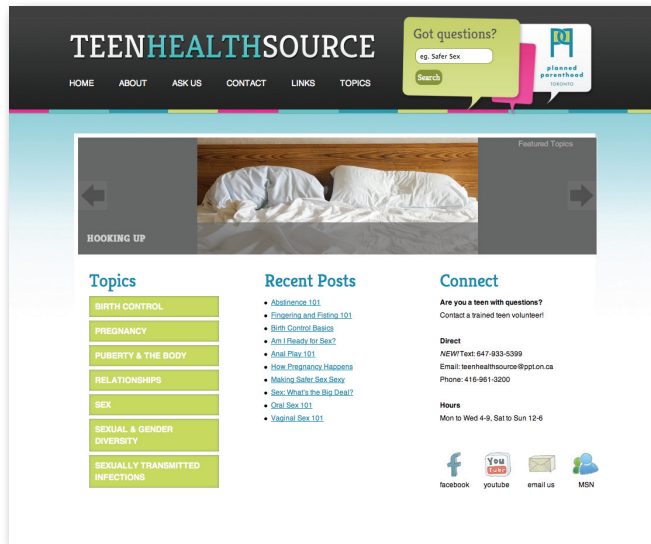 TEENHEALTHSOURCE
HOME ABOUT ASK US CONTACT LINKS TOPICS
Got questions?
eg. Safer Sex
Search
planned
parenthood
TORONTO
Featured Topics
HOOKING UP
Topics
BIRTH CONTROL
PREGNANCY
PUBERTY & THE BODY
RELATIONSHIPS
SEX
SEXUAL & GENDER
DIVERSITY
SEXUALLY TRANSMITTED
INFECTIONS
Recent Posts
Abstinence 101
Fingering and Fisting 101
Birth Control Basics
Am I Ready for Sex?
Anal Play 101
How Pregnancy Happens
Making Safer Sex Sexy
Sex: What's the Big Deal?
Oral Sex 101
Vaginal Sex 101
Connect
Are you a teen with questions?
Contact a trained teen volunteer!
Direct
NEW! Text: 647-933-5399
Email: teenhealthsource@ppt.on.ca
Phone: 416-961-3200
Hours
Mon to Wed 4-9, Sat to Sun 12-6
You
Tube
facebook youtube email us MSN